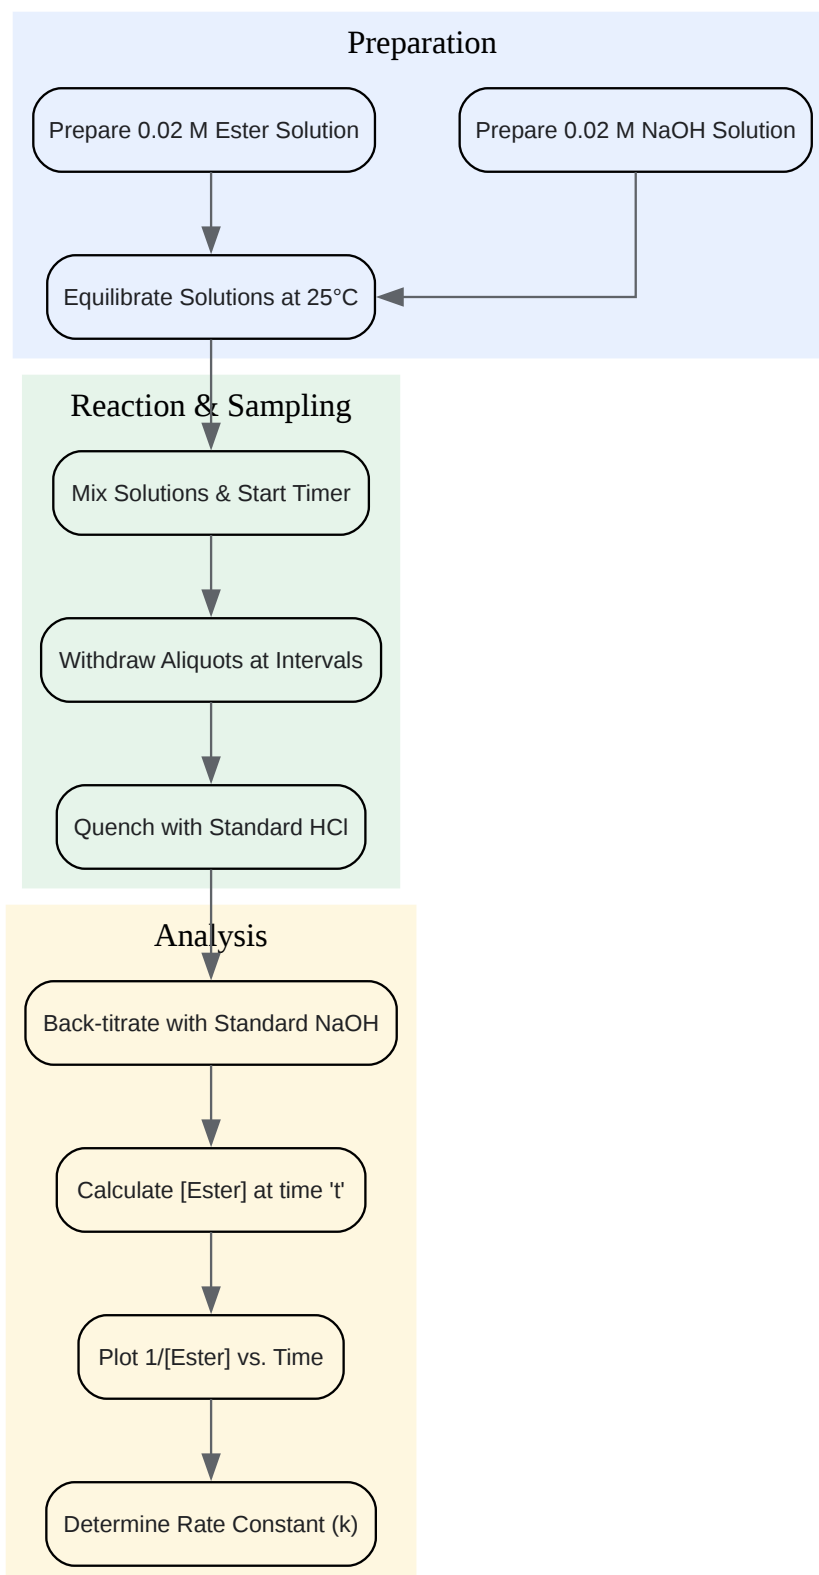 Preparation
Prepare 0.02 M Ester Solution
Prepare 0.02 M NaOH Solution
Equilibrate Solutions at 25°C
Reaction & Sampling
Mix Solutions & Start Timer
Withdraw Aliquots at Intervals
Quench with Standard HCl
Analysis
Back-titrate with Standard NaOH
Calculate [Ester] at time 't'
Plot 1/[Ester] vs. Time
Determine Rate Constant (k)